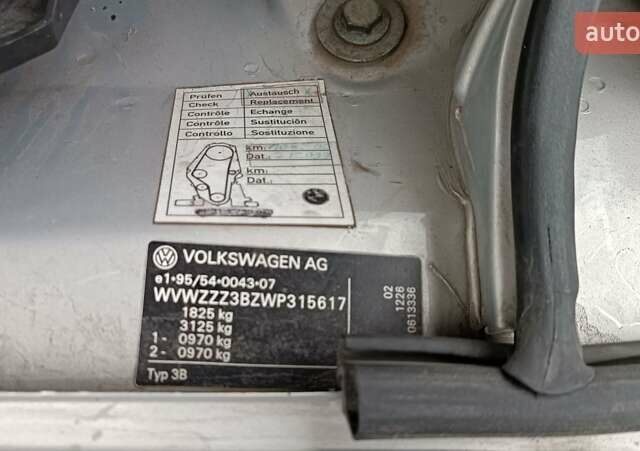 auto
Prüfen Austausch
Check Replacement
Contrôle Echange
Contrôle Sustitución
Controllo Sostituzione
km:
Dat.:
km:
Dat.:
VOLKSWAGEN AG
e1*95/54*0043*07
WVWZZZ3BZWP315617
1825 kg
3125 kg
1- 0970 kg
2- 0970 kg
Typ 3B
02
1226
0613336